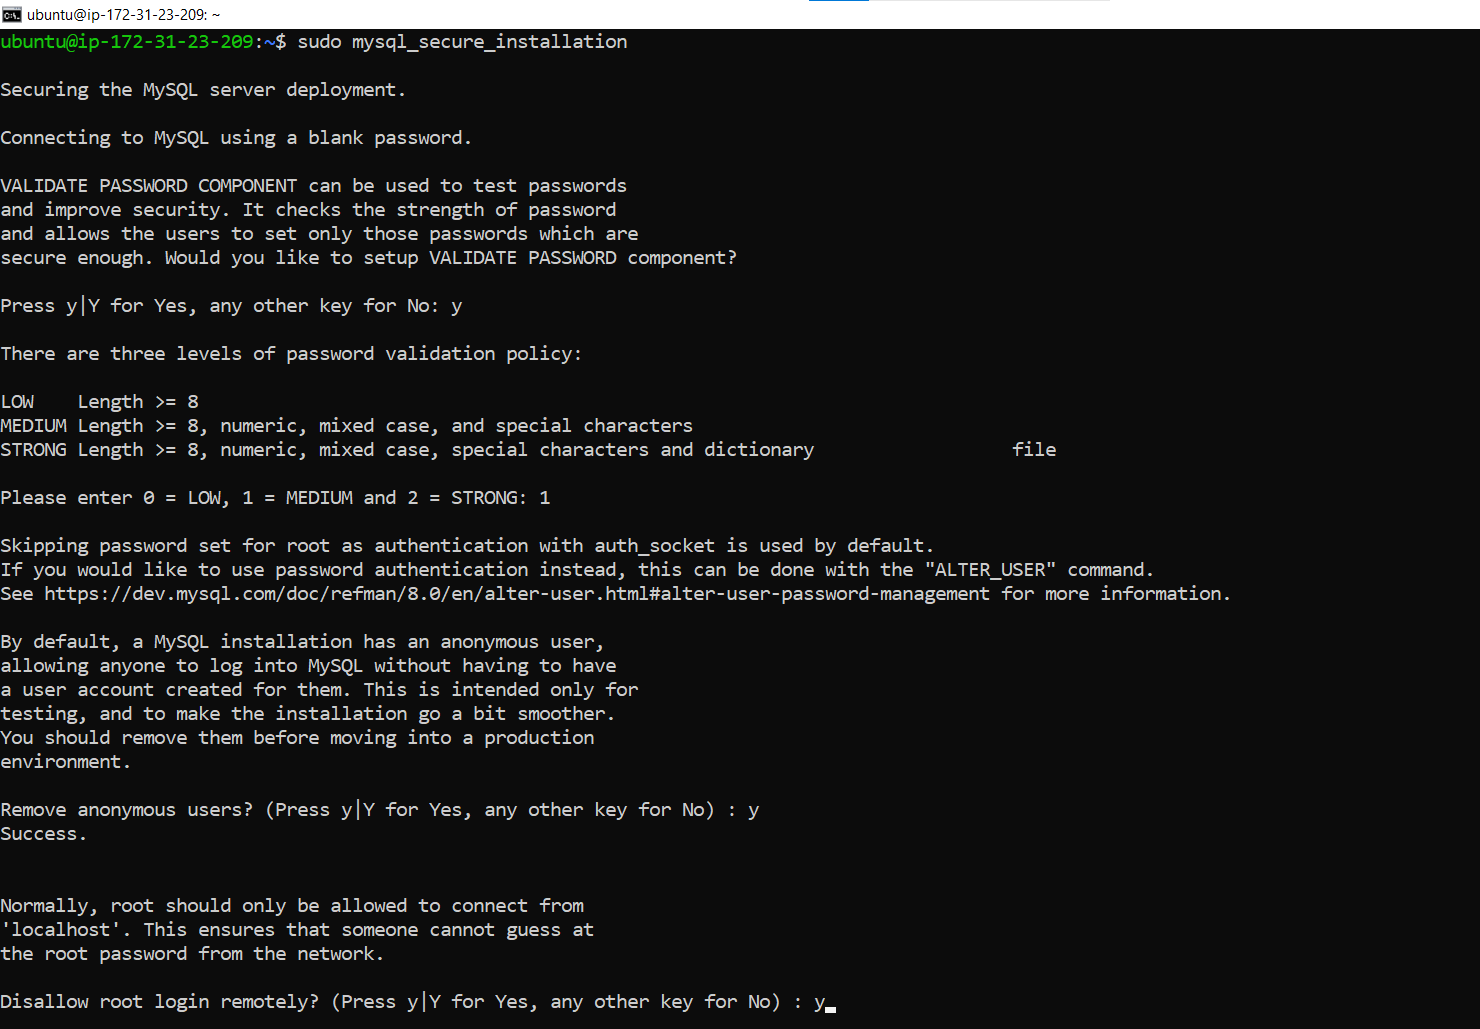 ubuntu@ip-172-31-23-209: ~
ubuntu@ip-172-31-23-209:~$ sudo mysql_secure_installation
Securing the MySQL server deployment.
Connecting to MySQL using a blank password.
VALIDATE PASSWORD COMPONENT can be used to test passwords
and improve security. It checks the strength of password
and allows the users to set only those passwords which are
secure enough. Would you like to setup VALIDATE PASSWORD component?
Press y|Y for Yes, any other key for No: y
There are three levels of password validation policy:
LOW    Length >= 8
MEDIUM Length >= 8, numeric, mixed case, and special characters
STRONG Length >= 8, numeric, mixed case, special characters and dictionary                  file
Please enter 0 = LOW, 1 = MEDIUM and 2 = STRONG: 1
Skipping password set for root as authentication with auth_socket is used by default.
If you would like to use password authentication instead, this can be done with the "ALTER_USER" command.
See https://dev.mysql.com/doc/refman/8.0/en/alter-user.html#alter-user-password-management for more information.
By default, a MySQL installation has an anonymous user,
allowing anyone to log into MySQL without having to have
a user account created for them. This is intended only for
testing, and to make the installation go a bit smoother.
You should remove them before moving into a production
environment.
Remove anonymous users? (Press y|Y for Yes, any other key for No) : y
Success.
Normally, root should only be allowed to connect from
'localhost'. This ensures that someone cannot guess at
the root password from the network.
Disallow root login remotely? (Press y|Y for Yes, any other key for No) : y